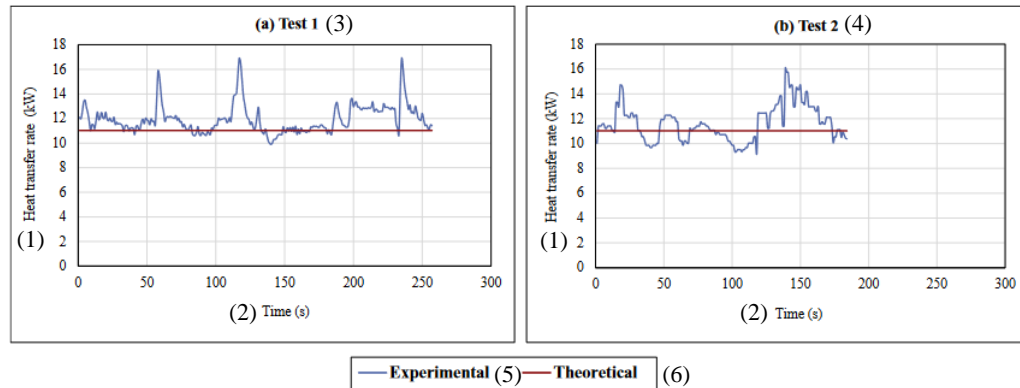 (a) Test 1 (3)
18
16
14
12
10
8
6
4
2
0
Heat transfer rate (kW)
(1)
0 50 100 150 200 250 300
(2) Time (s)
(b) Test 2 (4)
18
16
14
12
10
8
6
4
2
0
Heat transfer rate (kW)
(1)
0 50 100 150 200 250 300
(2) Time (s)
Experimental (5) Theoretical (6)